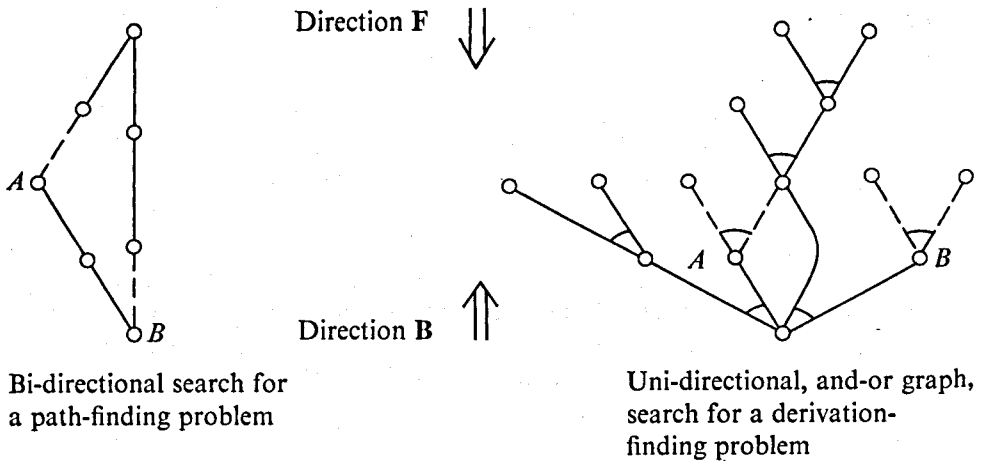 Direction F
A
B
Direction B
Bi-directional search for
a path-finding problem
A
B
Uni-directional, and-or graph,
search for a derivation-
finding problem